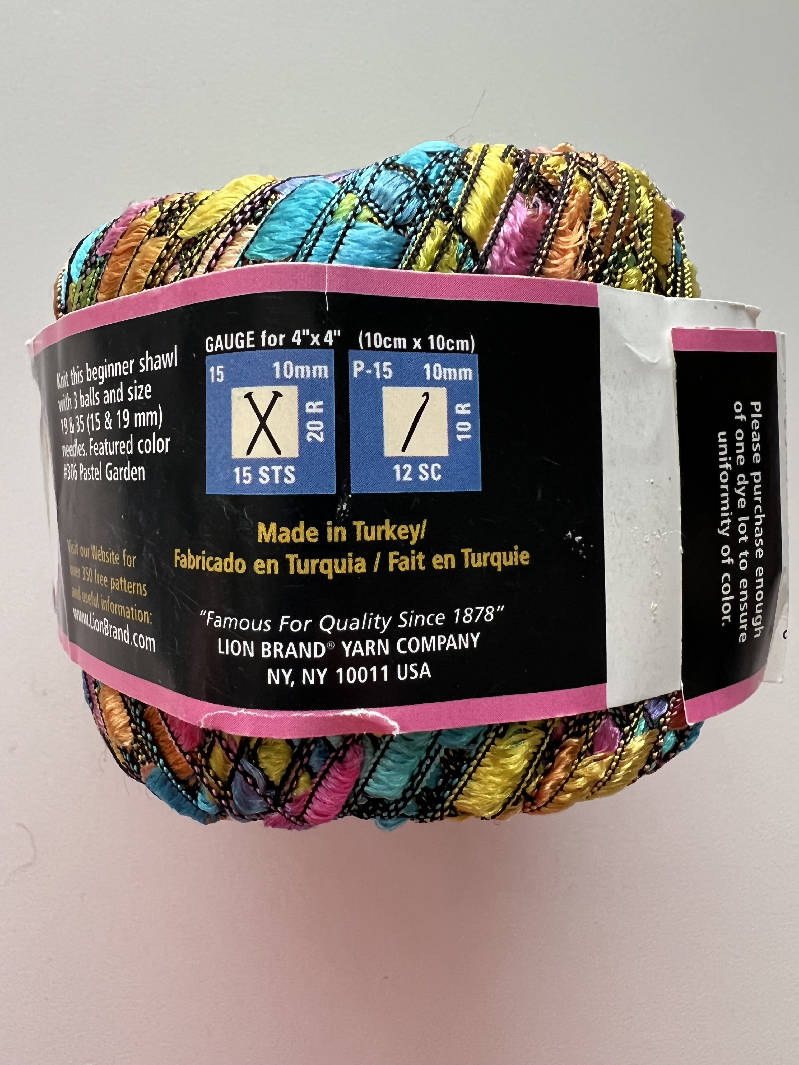 Knit this beginner shawl
with 3 balls and size
19 & 35 (15 & 19 mm)
needles. Featured color
#306 Pastel Garden
Visit our Website for
over 350 free patterns
and useful information:
www.LionBrand.com
GAUGE for 4"x 4" (10cm x 10cm)
15 10mm
20 R
15 STS
P-15 10mm
10 R
12 SC
Made in Turkey/
Fabricado en Turquia / Fait en Turquie
"Famous For Quality Since 1878"
LION BRAND® YARN COMPANY
NY, NY 10011 USA
Please purchase enough
of one dye lot to ensure
uniformity of color.